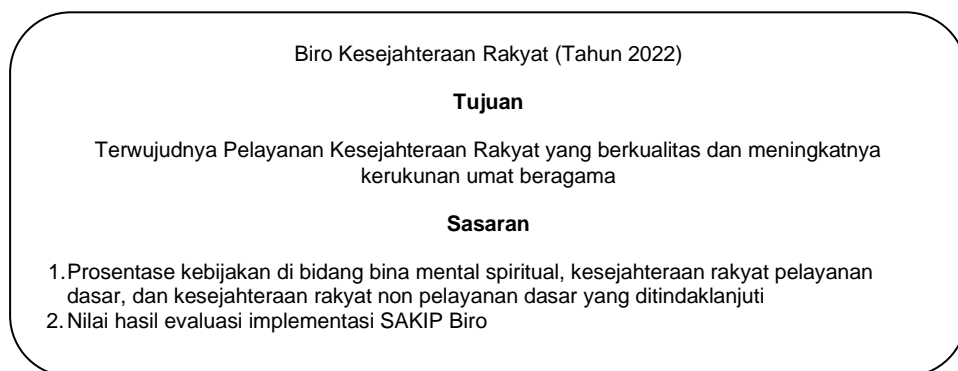 Biro Kesejahteraan Rakyat (Tahun 2022)
Tujuan
Terwujudnya Pelayanan Kesejahteraan Rakyat yang berkualitas dan meningkatnya
kerukunan umat beragama
Sasaran
1.Prosentase kebijakan di bidang bina mental spiritual, kesejahteraan rakyat pelayanan
dasar, dan kesejahteraan rakyat non pelayanan dasar yang ditindaklanjuti
2.Nilai hasil evaluasi implementasi SAKIP Biro